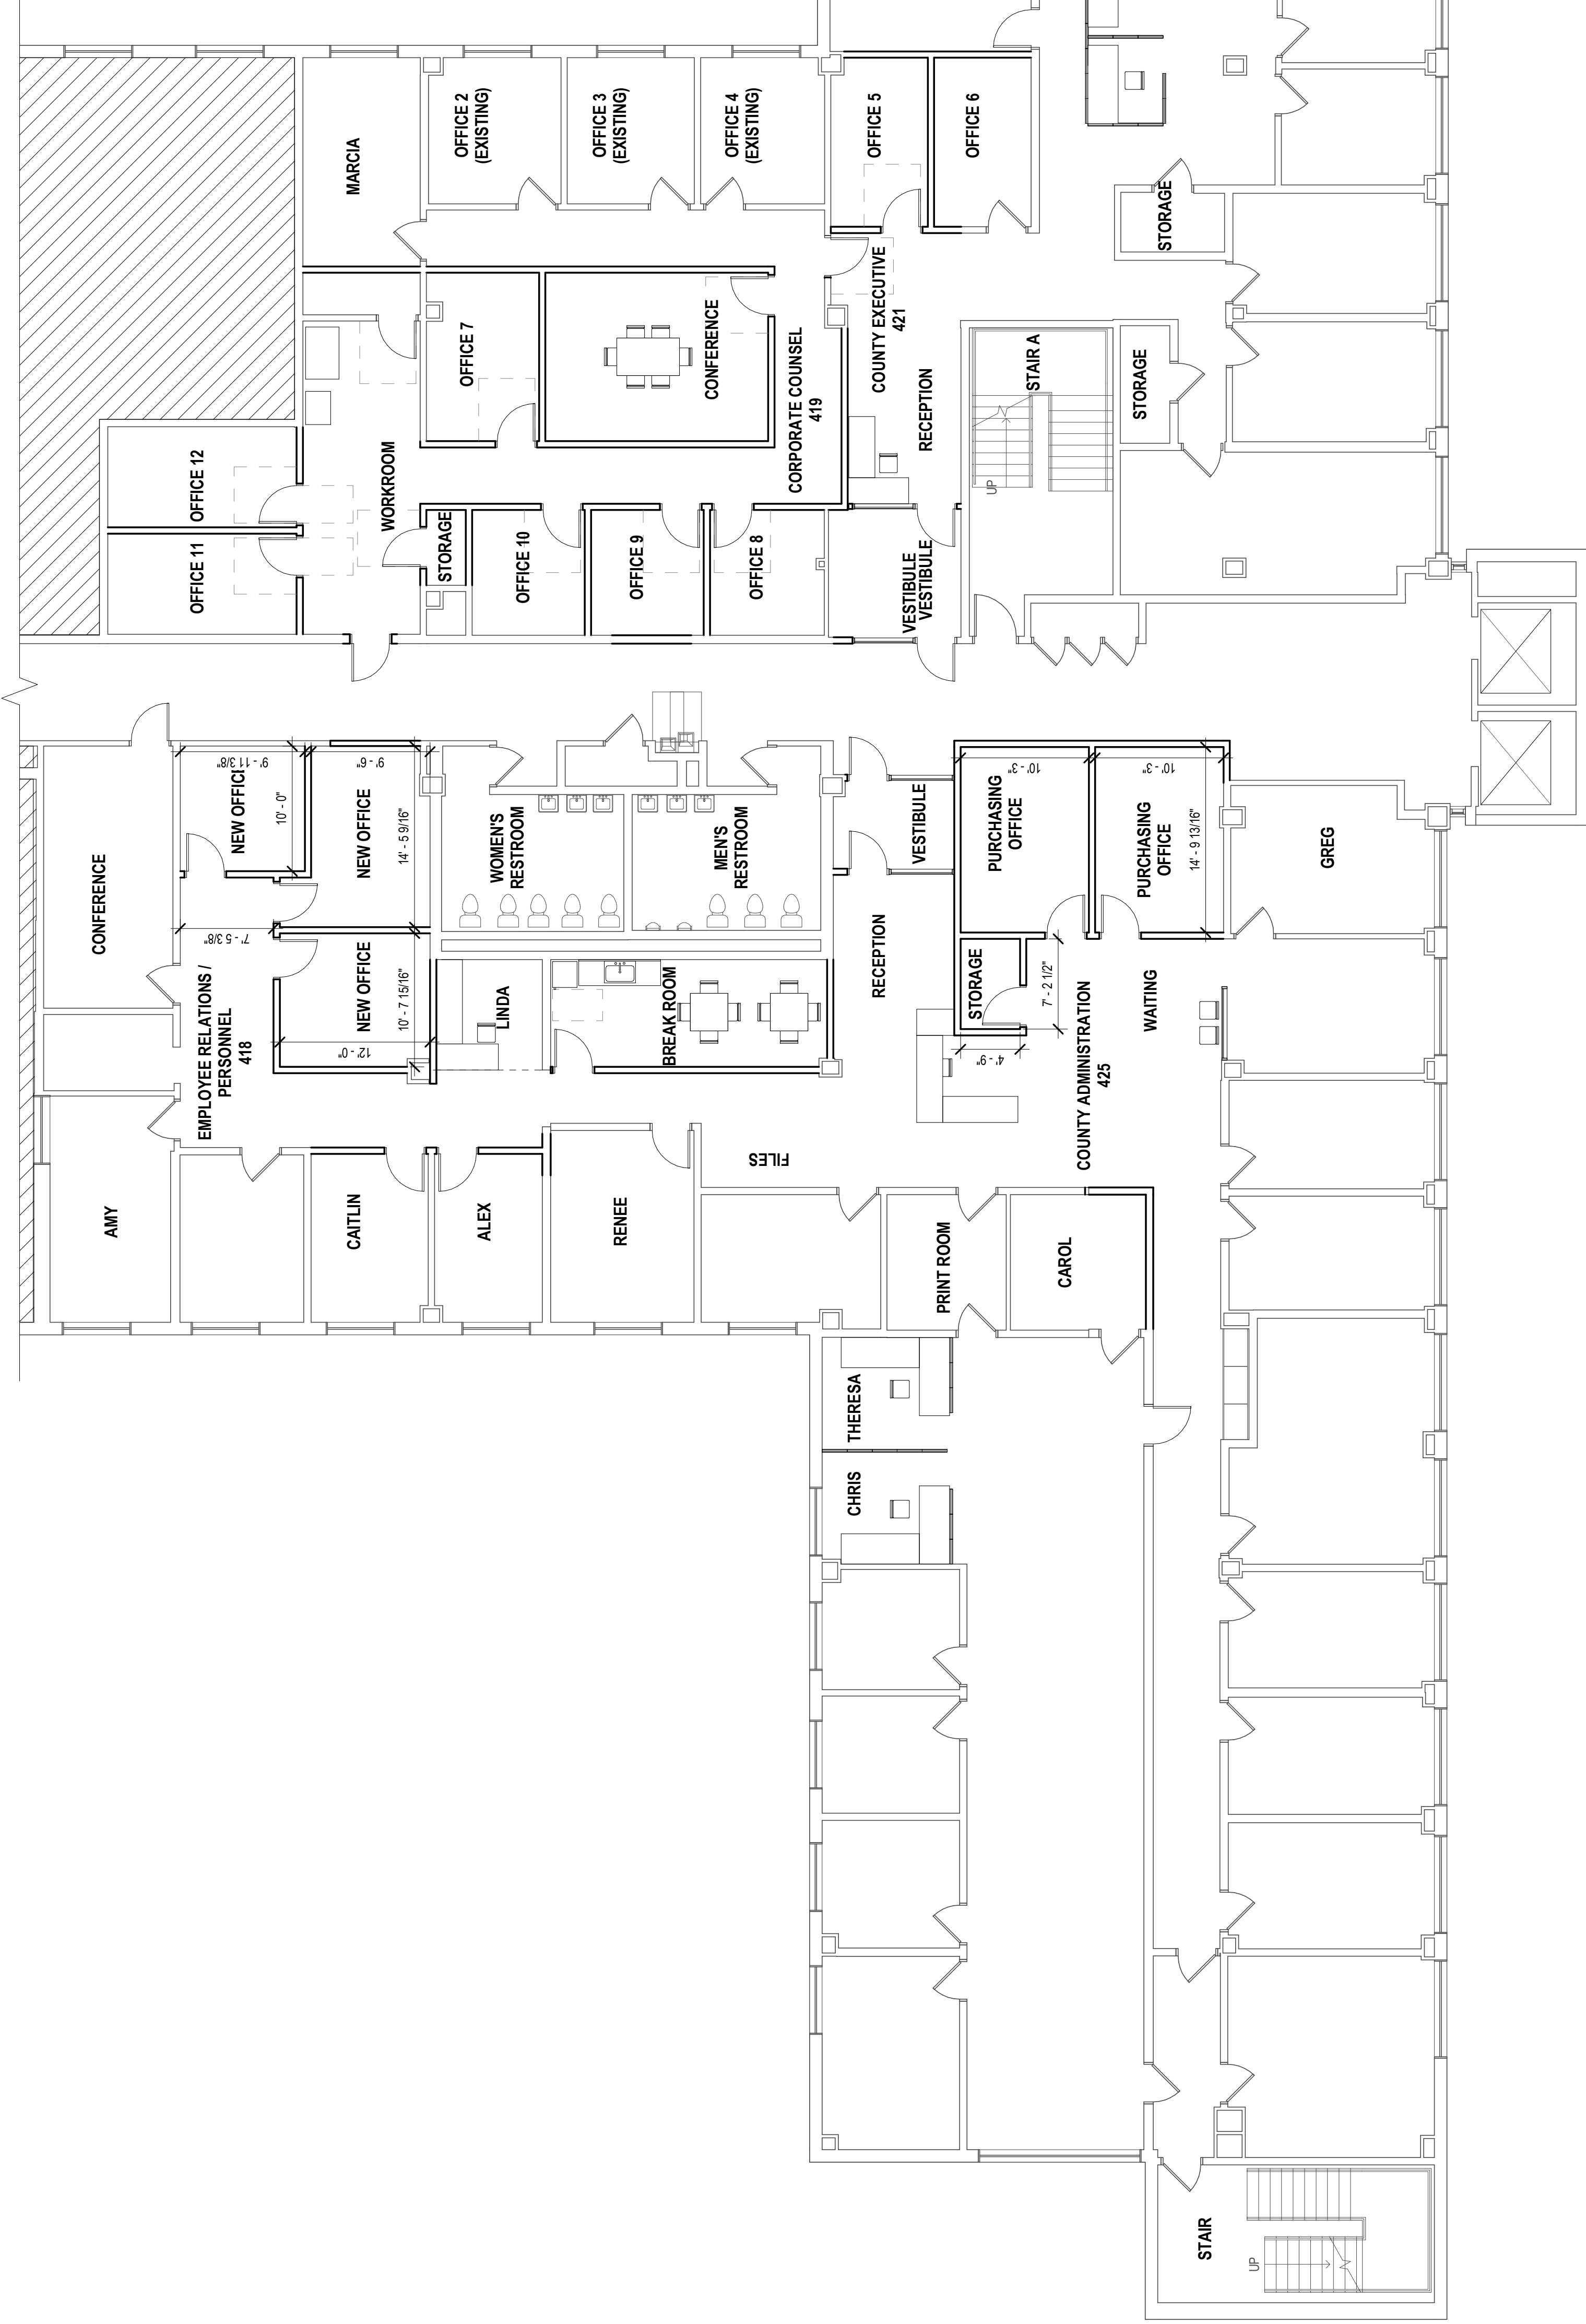 MARCIA
OFFICE 2
(EXISTING)
OFFICE 3
(EXISTING)
OFFICE 4
(EXISTING)
OFFICE 5
OFFICE 6
STORAGE
OFFICE 7
CONFERENCE
CORPORATE COUNSEL
419
COUNTY EXECUTIVE
421
RECEPTION
STAIR A
UP
STORAGE
OFFICE 12
OFFICE 11
WORKROOM
STORAGE
OFFICE 10
OFFICE 9
OFFICE 8
VESTIBULE
VESTIBULE
CONFERENCE
NEW OFFICE
9' - 11 3/8"
10' - 0"
NEW OFFICE
9' - 6"
14' - 5 9/16"
7' - 5 3/8"
NEW OFFICE
10' - 7 15/16"
12' - 0"
EMPLOYEE RELATIONS /
PERSONNEL
418
WOMEN'S
RESTROOM
MEN'S
RESTROOM
LINDA
BREAK ROOM
VESTIBULE
RECEPTION
PURCHASING
OFFICE
10' - 3"
PURCHASING
OFFICE
10' - 3"
14' - 9 13/16"
GREG
STORAGE
7' - 2 1/2"
4' - 9"
WAITING
COUNTY ADMINISTRATION
425
AMY
CAITLIN
ALEX
RENEE
FILES
PRINT ROOM
CAROL
THERESA
CHRIS
STAIR
UP